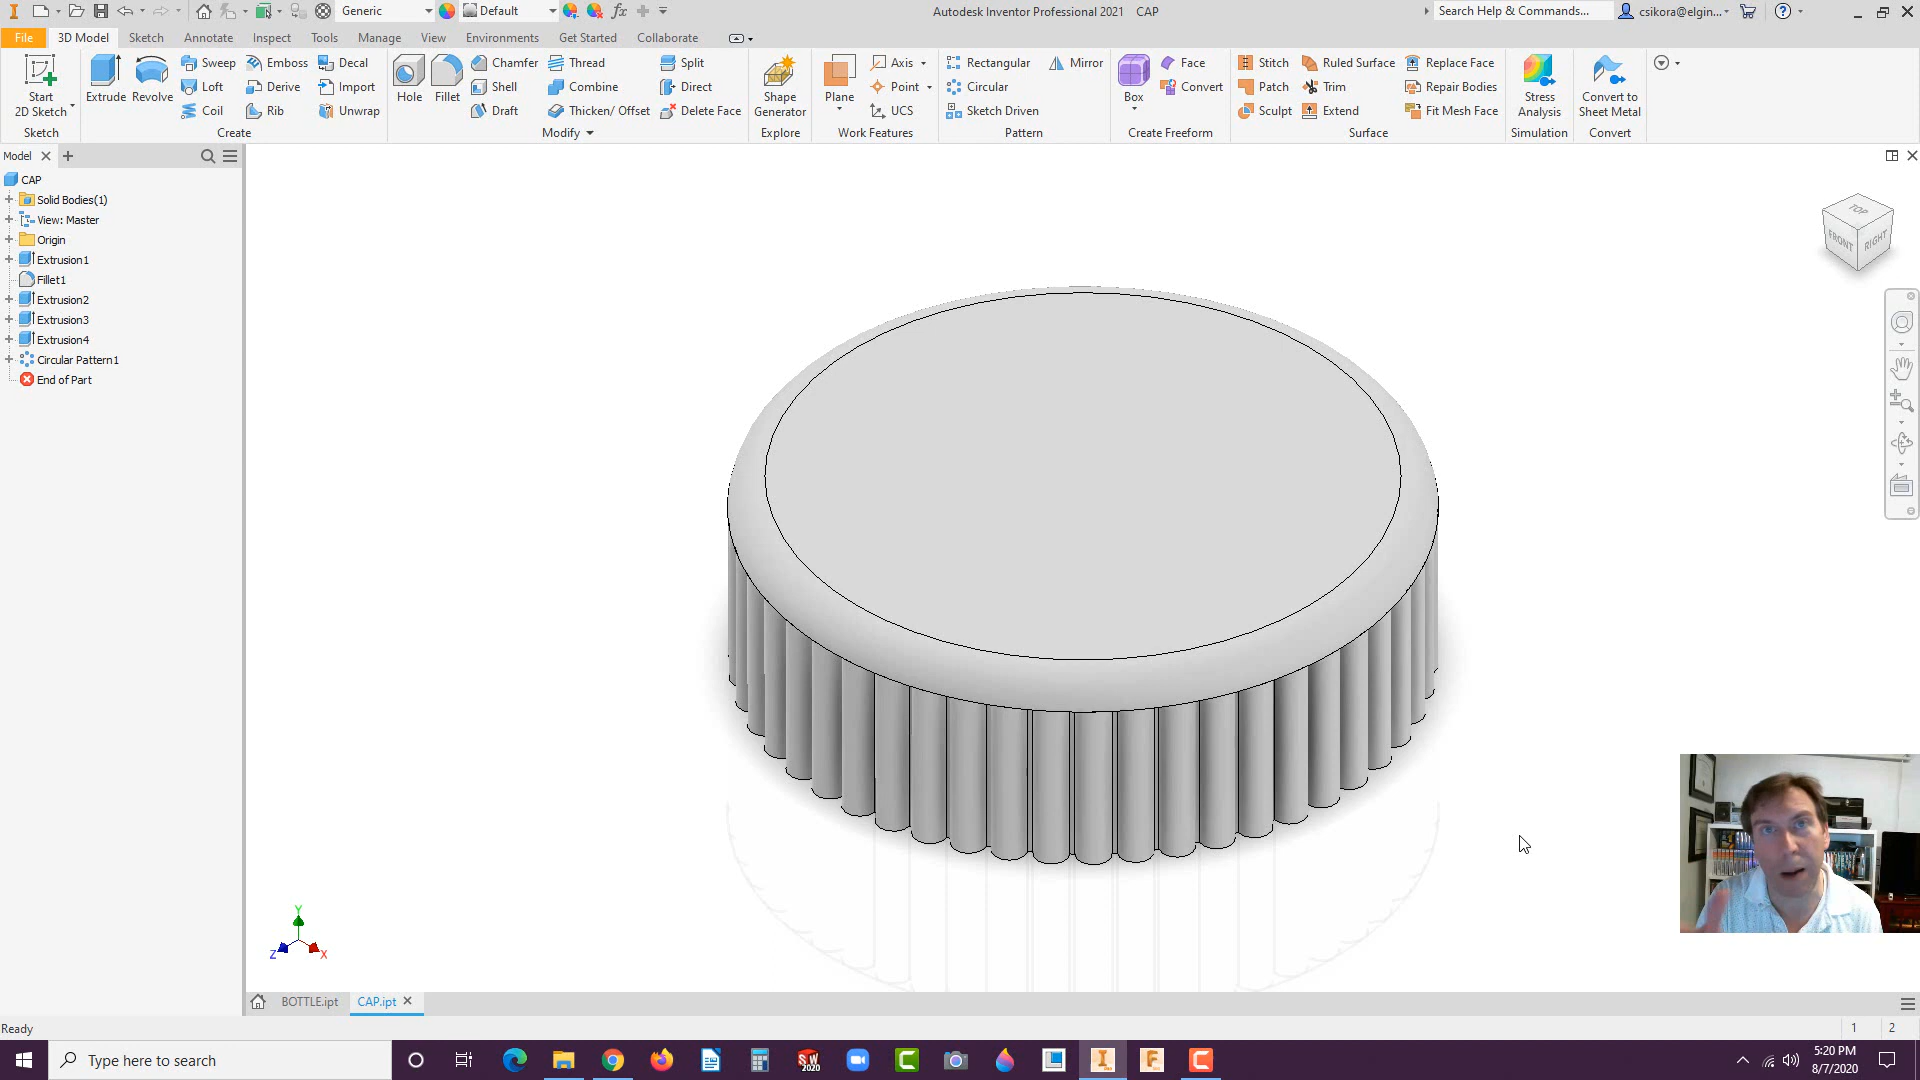 Generic
Default
fx
Autodesk Inventor Professional 2021 CAP
Search Help & Commands...
csikora@elgin...
File 3D Model Sketch Annotate Inspect Tools Manage View Environments Get Started Collaborate
Start
2D Sketch
Sketch
Extrude Revolve
Sweep Emboss Decal
Loft Derive Import
Coil Rib Unwrap
Create
Hole Fillet
Chamfer Thread Split
Shell Combine Direct
Draft Thicken/ Offset Delete Face
Modify
Shape
Generator
Explore
Plane
Axis
Point
UCS
Work Features
Rectangular Mirror
Circular
Sketch Driven
Pattern
Box
Face
Convert
Create Freeform
Stitch Ruled Surface Replace Face
Patch Trim Repair Bodies
Sculpt Extend Fit Mesh Face
Surface
Stress
Analysis
Simulation
Convert to
Sheet Metal
Convert
Model
CAP
Solid Bodies(1)
View: Master
Origin
Extrusion1
Fillet1
Extrusion2
Extrusion3
Extrusion4
Circular Pattern1
End of Part
TOP
FRONT RIGHT
Y
Z X
BOTTLE.ipt CAP.ipt
Ready
1 2
Type here to search
SW
2020
5:20 PM
8/7/2020